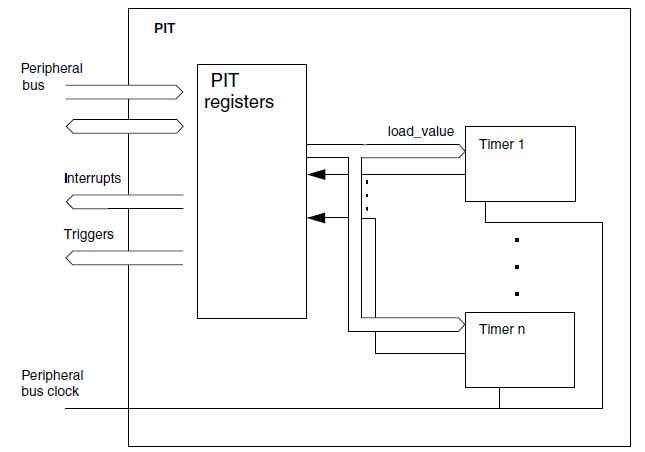 PIT
Peripheral
bus
PIT
registers
load_value
Timer 1
Interrupts
Triggers
Timer n
Peripheral
bus clock